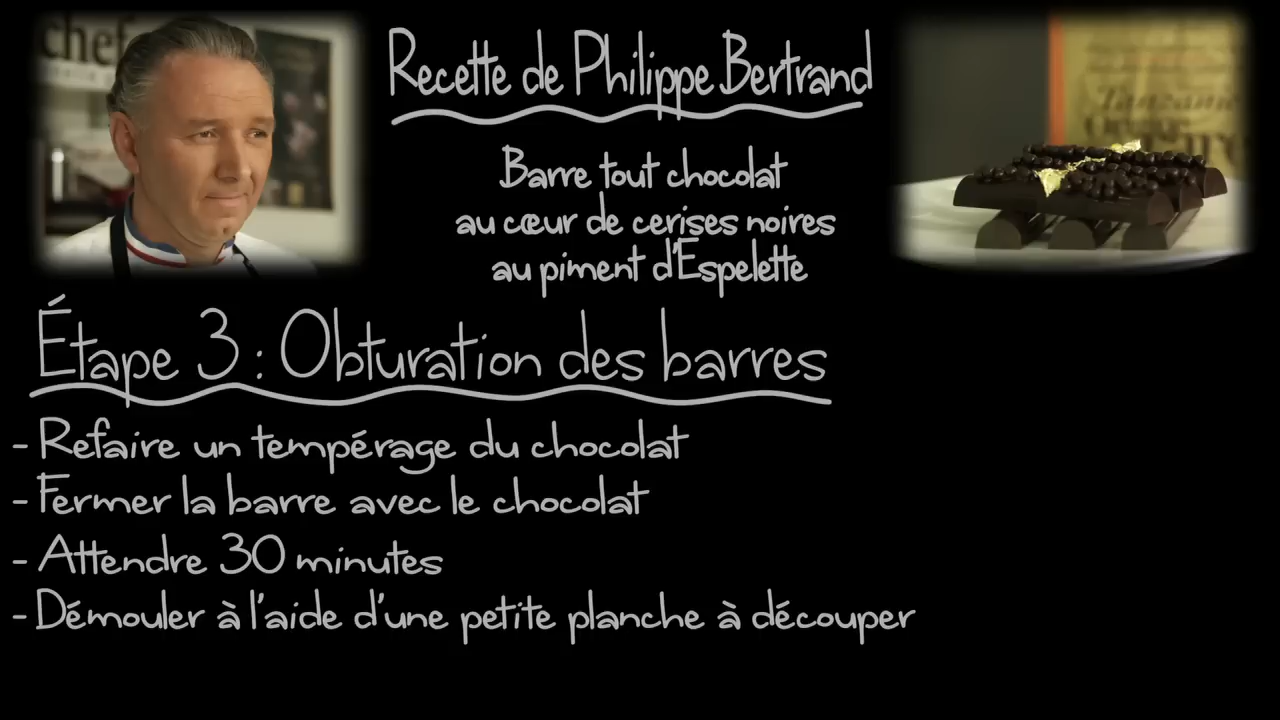 chef
Recette de Philippe Bertrand
Barre tout chocolat
au cœur de cerises noires
au piment d'Espelette
Tanzanie
Étape 3 : Obturation des barres
- Refaire un tempérage du chocolat
- Fermer la barre avec le chocolat
- Attendre 30 minutes
- Démouler à l'aide d'une petite planche à découper